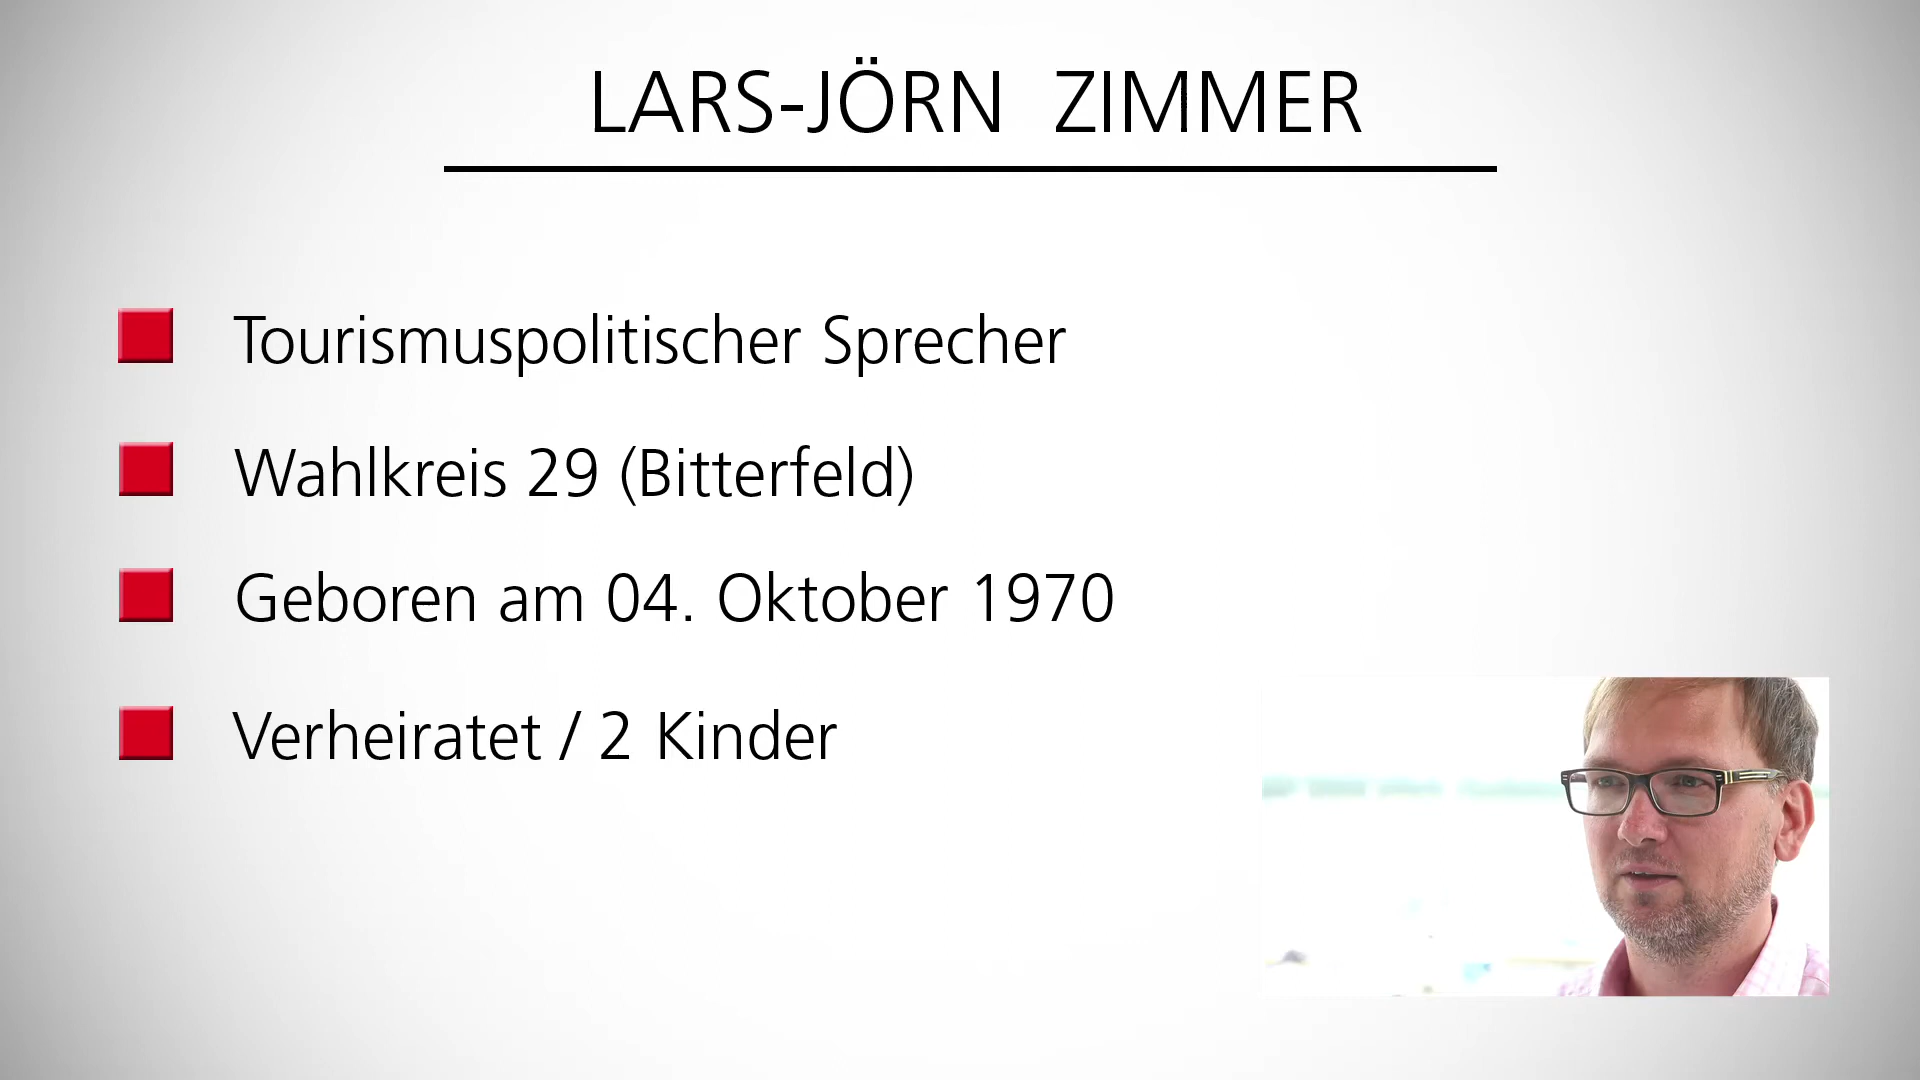 LARS-JÖRN ZIMMER
Tourismuspolitischer Sprecher
Wahlkreis 29 (Bitterfeld)
Geboren am 04. Oktober 1970
Verheiratet / 2 Kinder